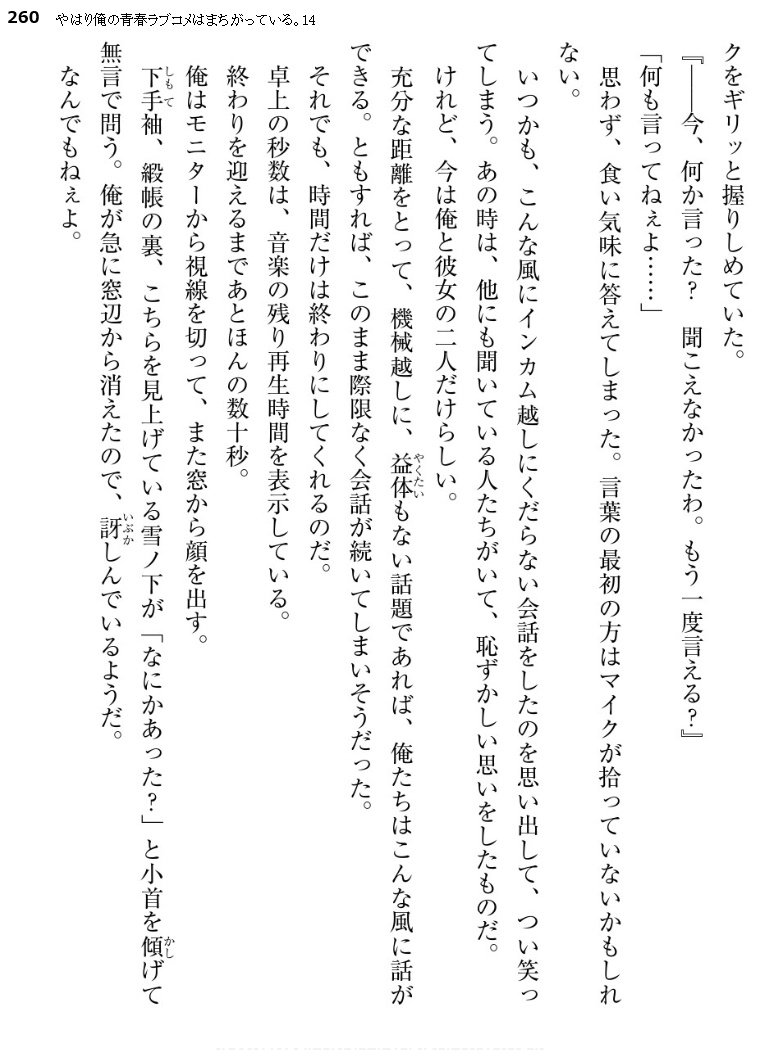 260 やはり俺の青春ラブコメはまちがっている。14
クをギリッと握りしめていた。
『――今、何か言った？　聞こえなかったわ。もう一度言える？』
「何も言ってねぇよ……」
思わず、食い気味に答えてしまった。言葉の最初の方はマイクが拾っていないかもしれ
ない。
いつかも、こんな風にインカム越しにくだらない会話をしたのを思い出して、つい笑っ
てしまう。あの時は、他にも聞いている人たちがいて、恥ずかしい思いをしたものだ。
けれど、今は俺と彼女の二人だけらしい。
充分な距離をとって、機械越しに、益体もない話題であれば、俺たちはこんな風に話が
できる。ともすれば、このまま際限なく会話が続いてしまいそうだった。
それでも、時間だけは終わりにしてくれるのだ。
卓上の秒数は、音楽の残り再生時間を表示している。
終わりを迎えるまであとほんの数十秒。
俺はモニターから視線を切って、また窓から顔を出す。
下手袖、緞帳の裏、こちらを見上げている雪ノ下が「なにかあった？」と小首を傾げて
無言で問う。俺が急に窓辺から消えたので、訝しんでいるようだ。
なんでもねぇよ。